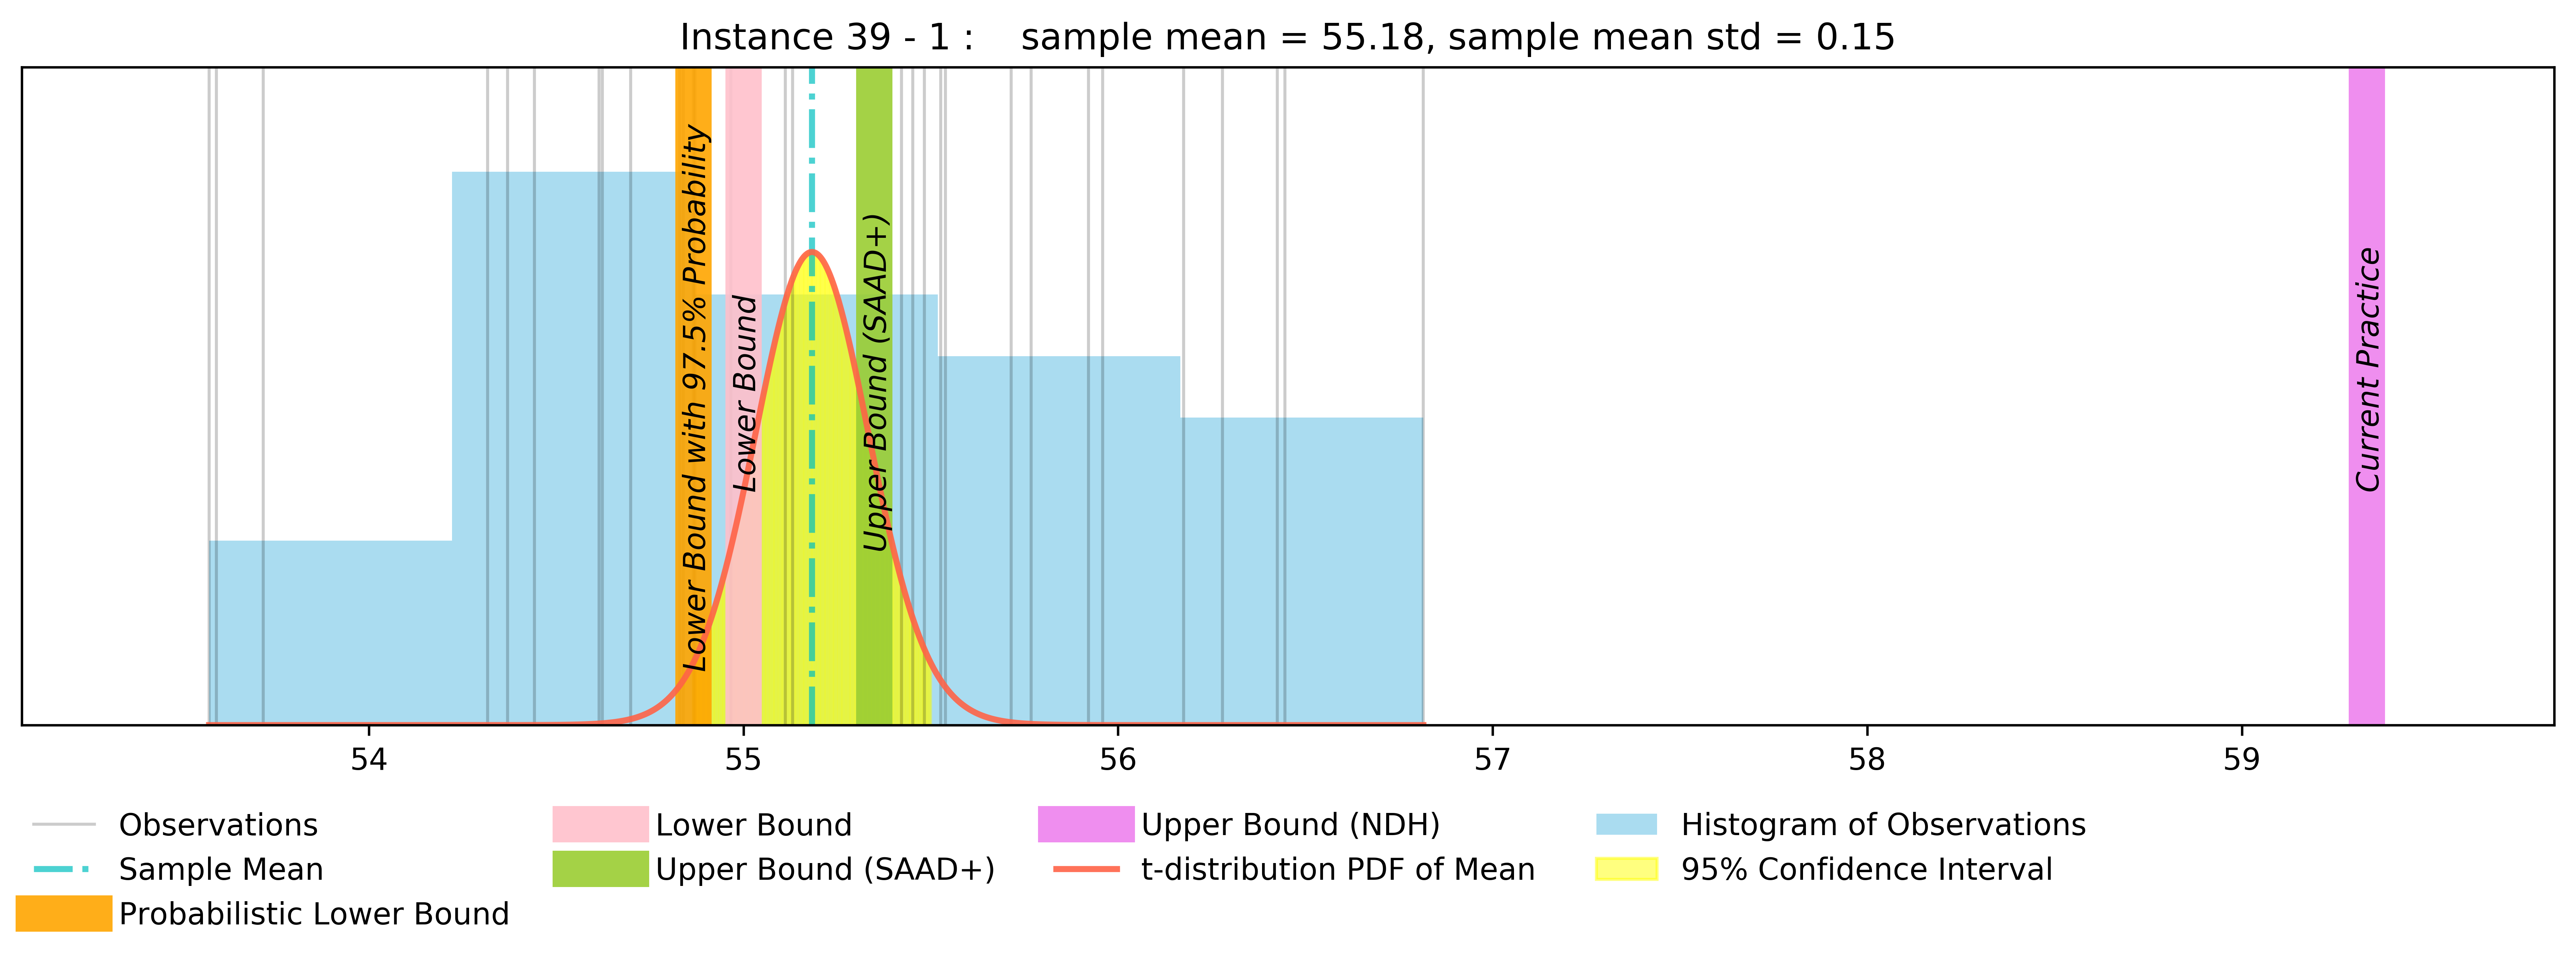 Instance 39 - 1 :    sample mean = 55.18, sample mean std = 0.15
Lower Bound with 97.5% Probability
Lower Bound
Upper Bound (SAAD+)
Current Practice
54 55 56 57 58 59
Observations
Sample Mean
Probabilistic Lower Bound
Lower Bound
Upper Bound (SAAD+)
Upper Bound (NDH)
t-distribution PDF of Mean
Histogram of Observations
95% Confidence Interval